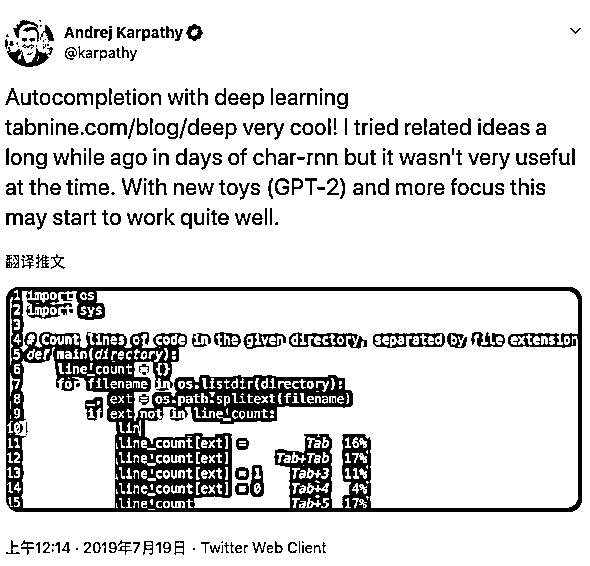 Andrej Karpathy
@karpathy
Autocompletion with deep learning
tabnine.com/blog/deep very cool! I tried related ideas a
long while ago in days of char-rnn but it wasn't very useful
at the time. With new toys (GPT-2) and more focus this
may start to work quite well.
翻译推文
1 import os
2 import sys
3
4 # Count lines of code in the given directory, separated by file extension
5 def main(directory):
6 line_count = {}
7 for filename in os.listdir(directory):
8 _, ext = os.path.splitext(filename)
9 if ext not in line_count:
10 lin
11 line_count[ext] = Tab 16%
12 line_count Tab+Tab 17%
13 line_count[ext] = 1 Tab+3 11%
14 line_count[ext] = 0 Tab+4 4%
15 line_count Tab+5 17%
上午12:14 · 2019年7月19日 · Twitter Web Client